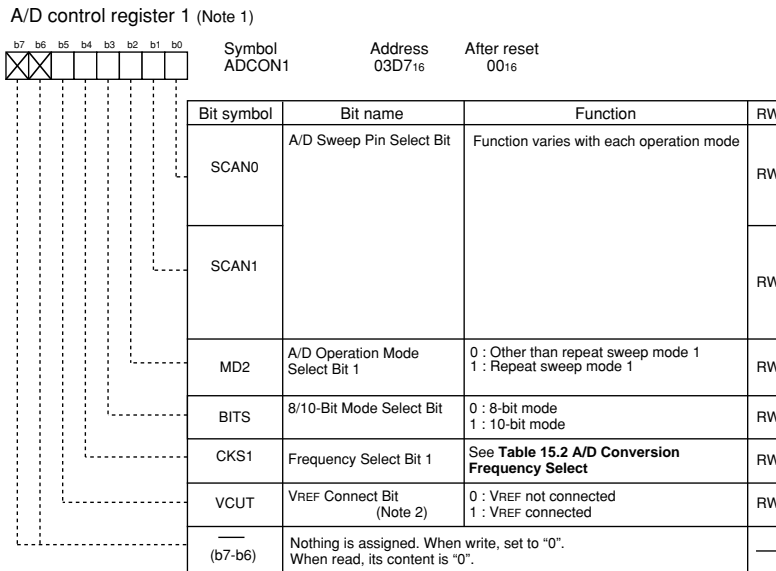 A/D control register 1 (Note 1)
b7 b6 b5 b4 b3 b2 b1 b0
Symbol Address After reset
ADCON1 03D716 0016
Bit symbol Bit name Function RW
SCAN0 A/D Sweep Pin Select Bit Function varies with each operation mode RW
SCAN1 RW
MD2 A/D Operation Mode Select Bit 1 0 : Other than repeat sweep mode 1 RW
1 : Repeat sweep mode 1
BITS 8/10-Bit Mode Select Bit 0 : 8-bit mode RW
1 : 10-bit mode
CKS1 Frequency Select Bit 1 See Table 15.2 A/D Conversion Frequency Select RW
VCUT VREF Connect Bit (Note 2) 0 : VREF not connected RW
1 : VREF connected
(b7-b6) Nothing is assigned. When write, set to “0”.
When read, its content is “0”. —